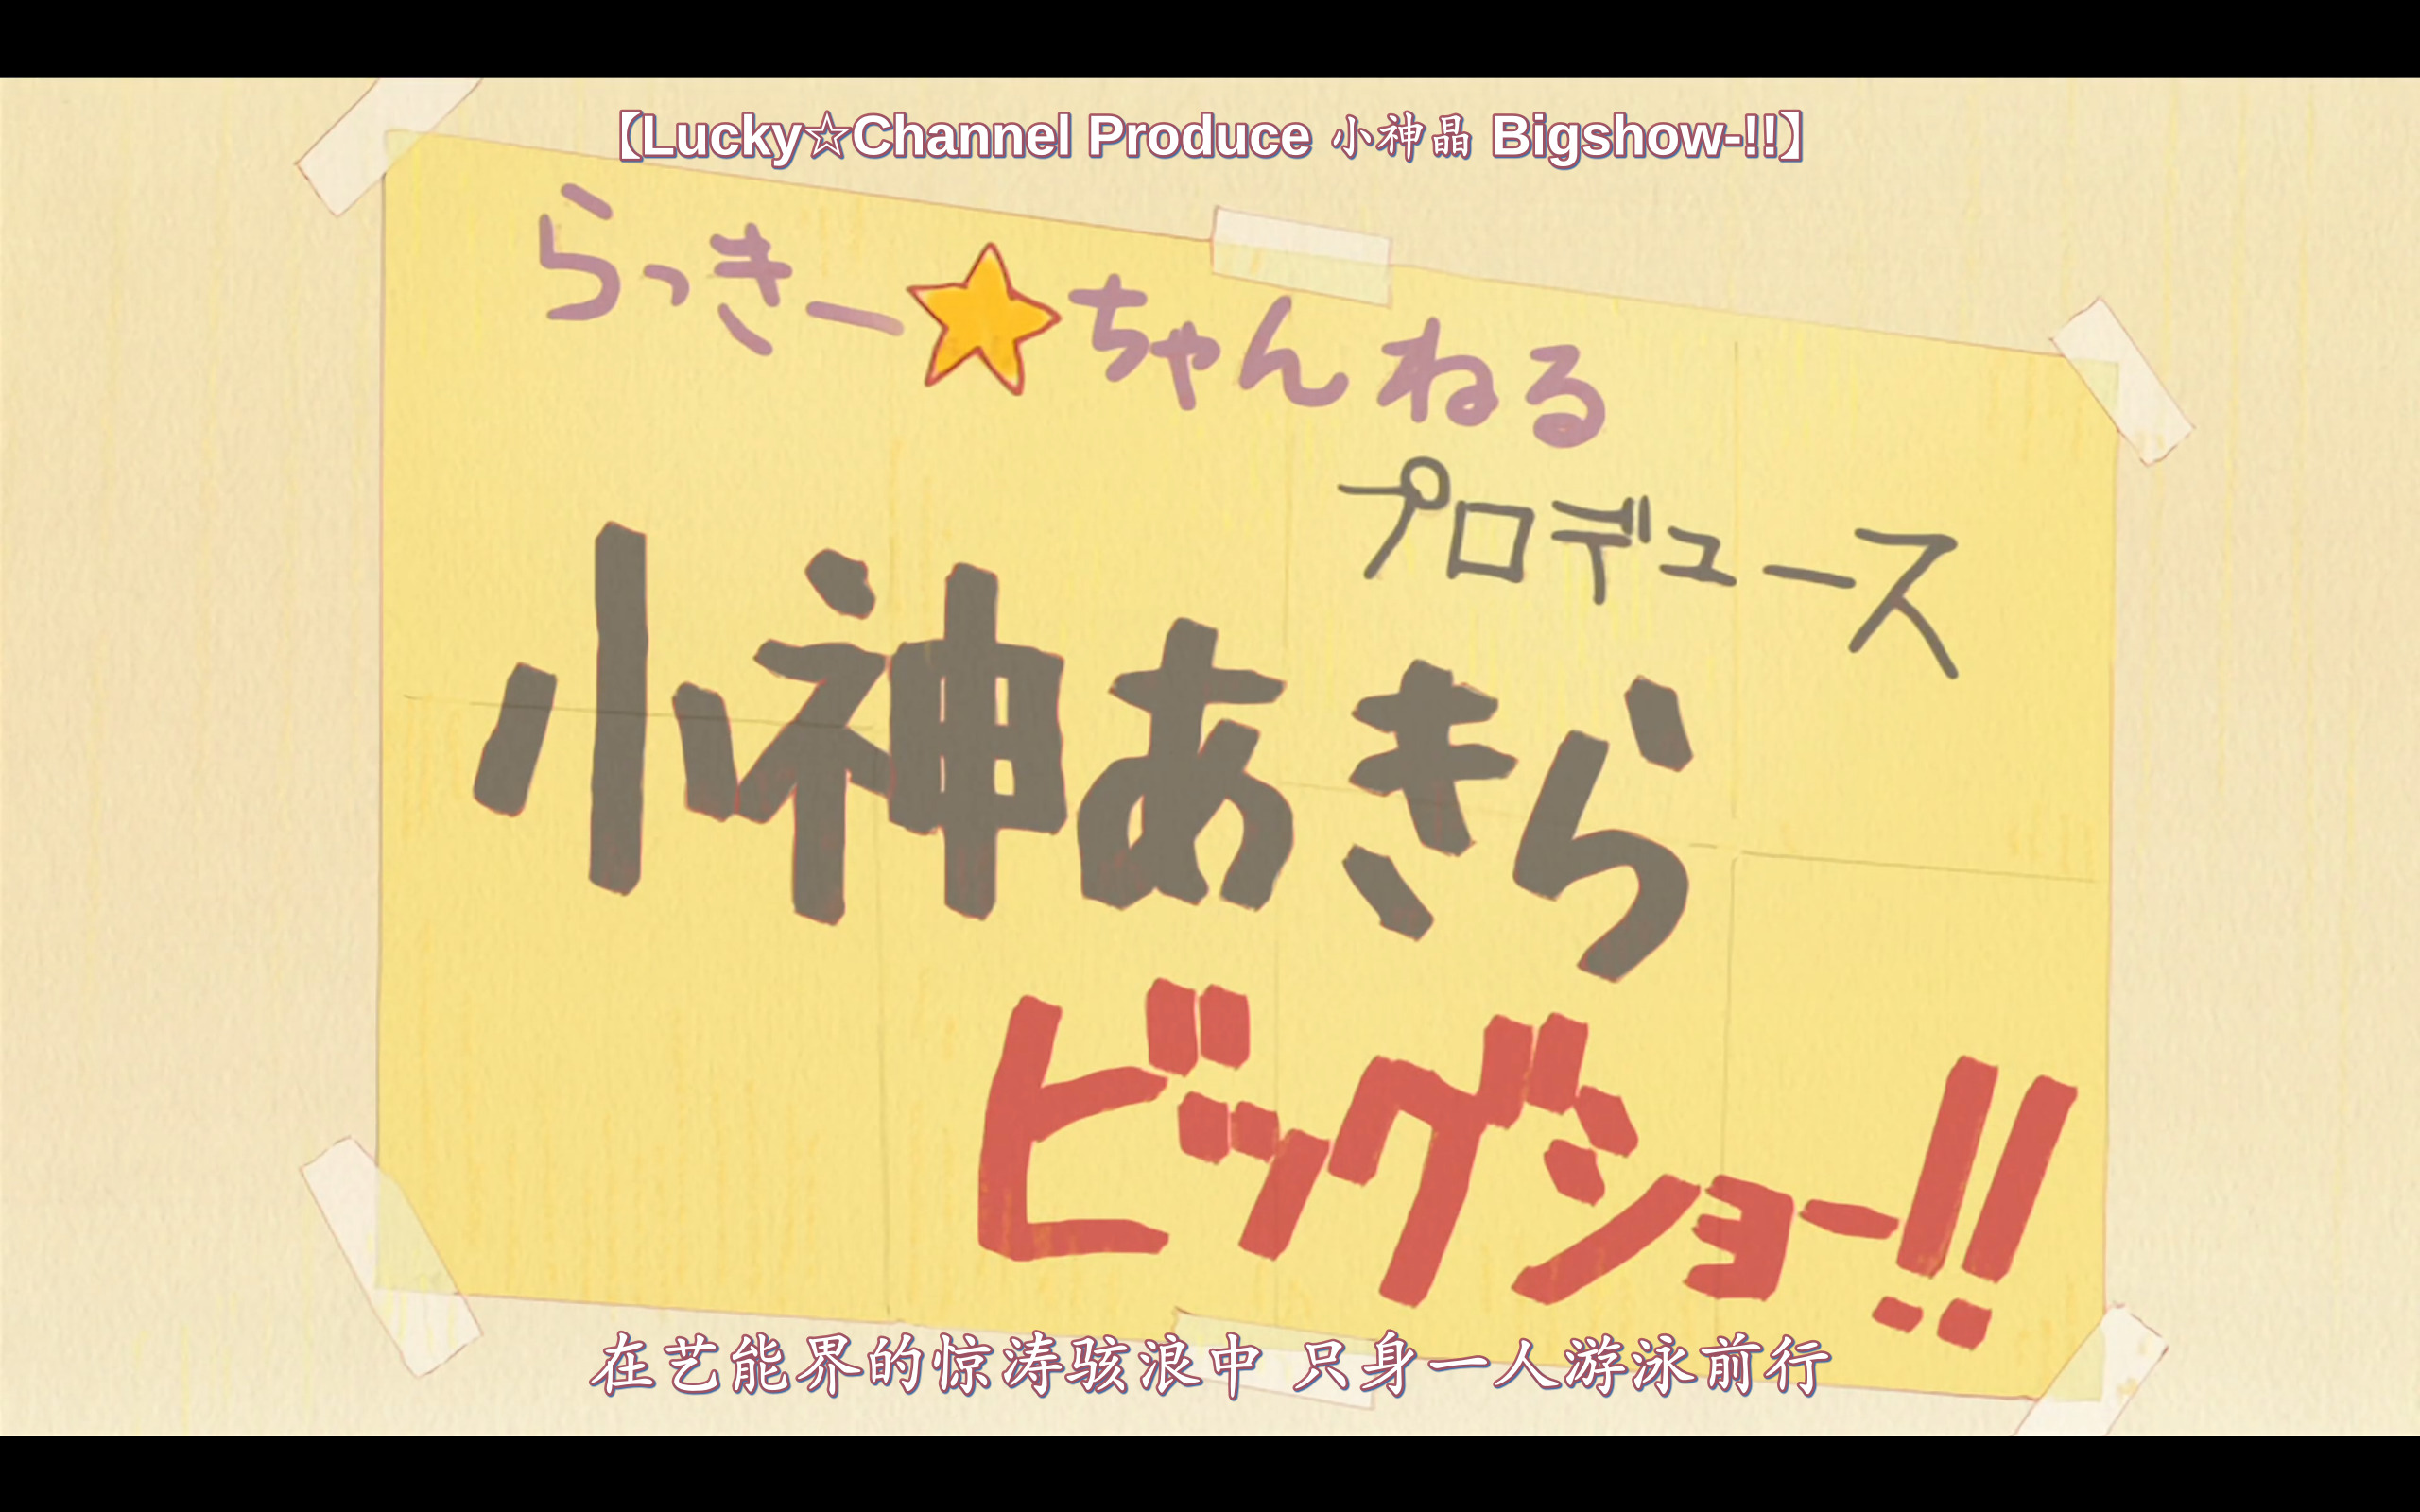 【Lucky☆Channel Produce 小神晶 Bigshow-!!】
らっきー☆ちゃんねる
プロデュース
小神あきら
ビッグショー!!
在艺能界的惊涛骇浪中 只身一人游泳前行